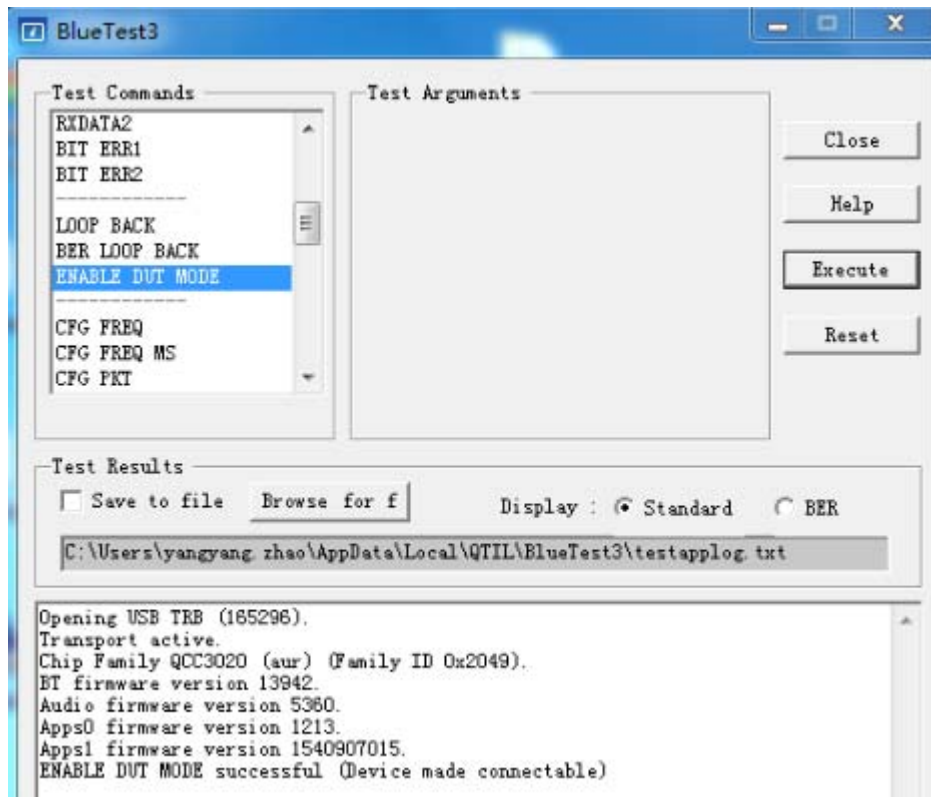 BlueTest3
Test Commands
Test Arguments
RXDATA2
BIT ERR1
BIT ERR2
------------
LOOP BACK
BER LOOP BACK
ENABLE DUT MODE
------------
CFG FREQ
CFG FREQ MS
CFG PKT
Close
Help
Execute
Reset
Test Results
Save to file
Browse for f
Display :
Standard
BER
C:\Users\yangyang.zhao\AppData\Local\QTIL\BlueTest3\testapplog.txt
Opening USB TRB (165296).
Transport active.
Chip Family QCC3020 (aur) (Family ID 0x2049).
BT firmware version 13942.
Audio firmware version 5360.
Apps0 firmware version 1213.
Apps1 firmware version 1540907015.
ENABLE DUT MODE successful (Device made connectable)